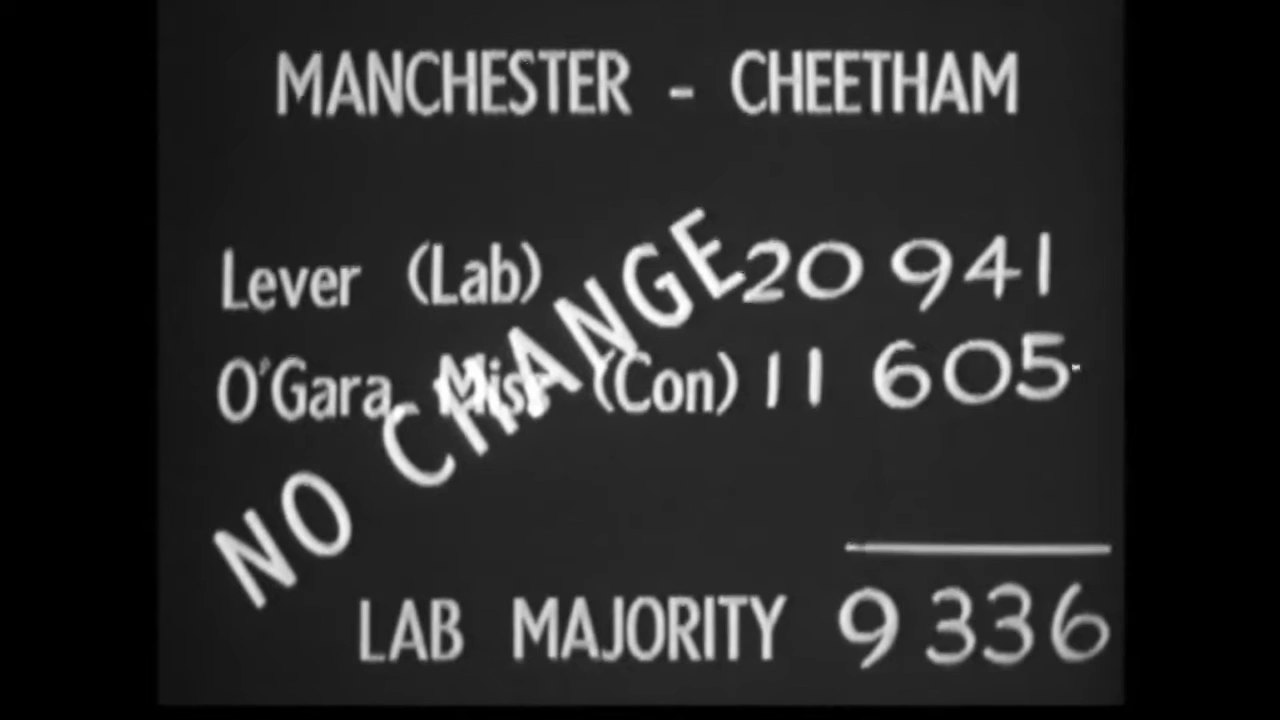 MANCHESTER - CHEETHAM
Lever (Lab) 20 941
O'Gara Miss (Con) 11 605
NO CHANGE
LAB MAJORITY 9 336